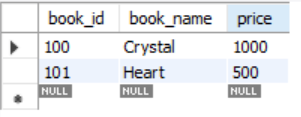 book_id book_name price
100 Crystal 1000
101 Heart 500
NULL NULL NULL